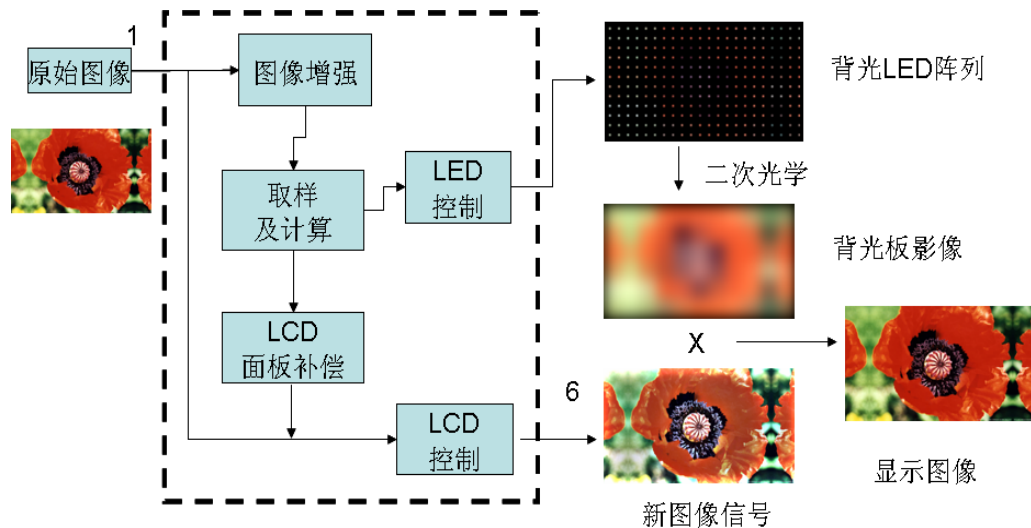 1
原始图像
图像增强
取样
及计算
LED
控制
LCD
面板补偿
LCD
控制
背光LED阵列
二次光学
背光板影像
X
6
新图像信号
显示图像